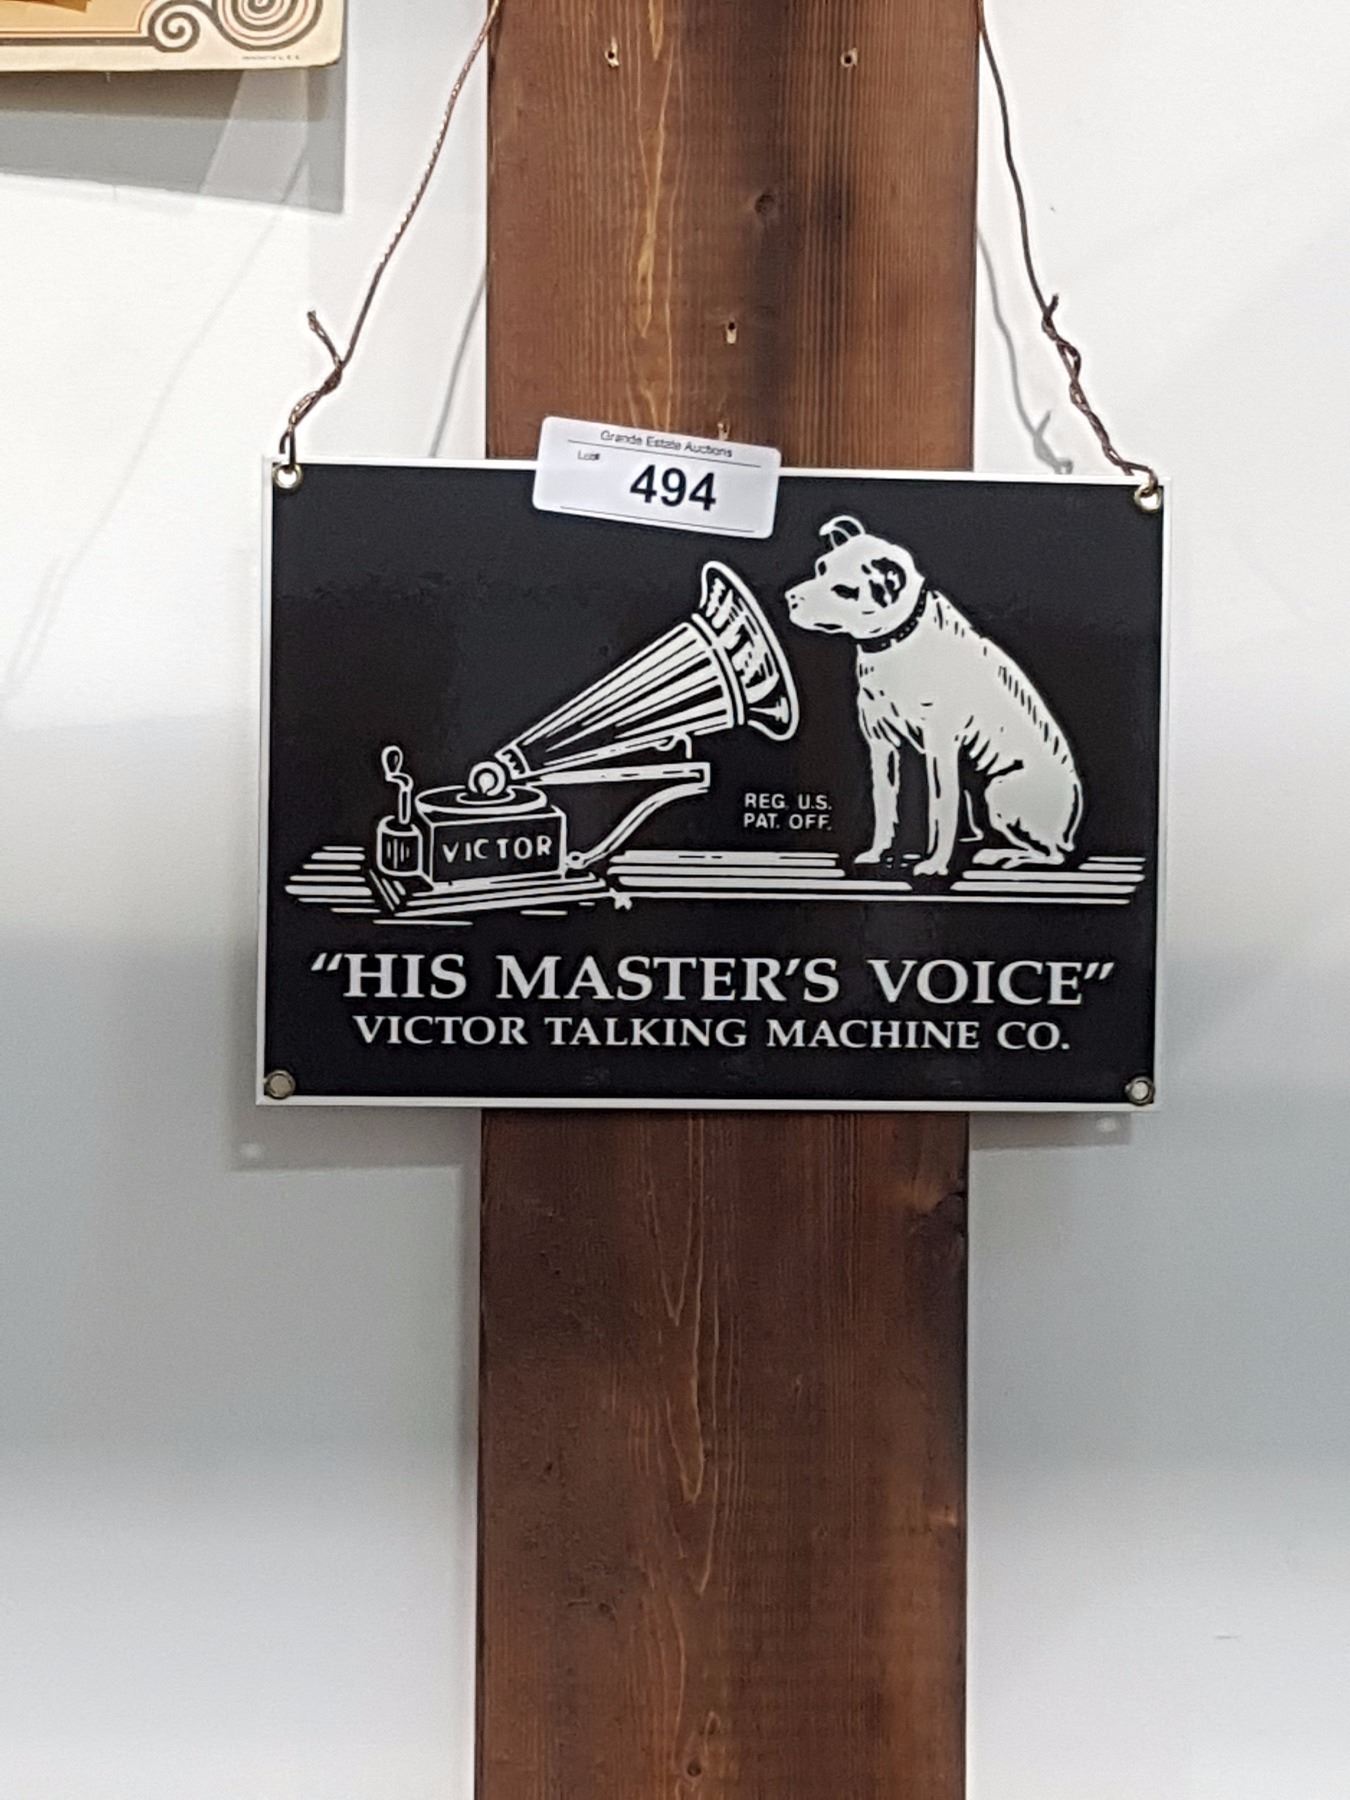 Grande Estate Auctions
Lot#
494
VICTOR
REG. U.S.
PAT. OFF.
“HIS MASTER’S VOICE”
VICTOR TALKING MACHINE CO.